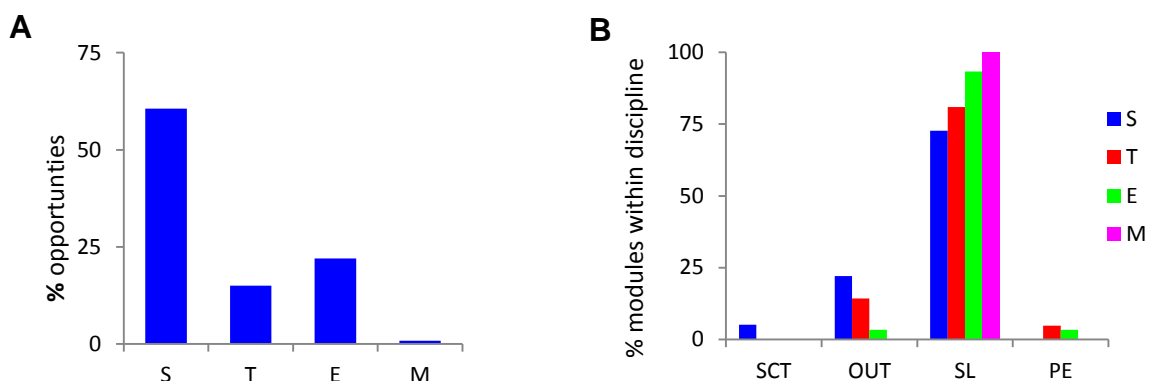 A
75
50
25
0
% opportunties
S T E M
B
100
75
50
25
0
% modules within discipline
SCT OUT SL PE
S
T
E
M